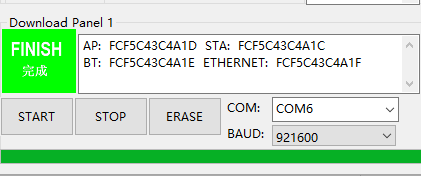 Download Panel 1
FINISH
完成
AP: FCF5C43C4A1D STA: FCF5C43C4A1C
BT: FCF5C43C4A1E ETHERNET: FCF5C43C4A1F
START
STOP
ERASE
COM:
COM6
BAUD:
921600